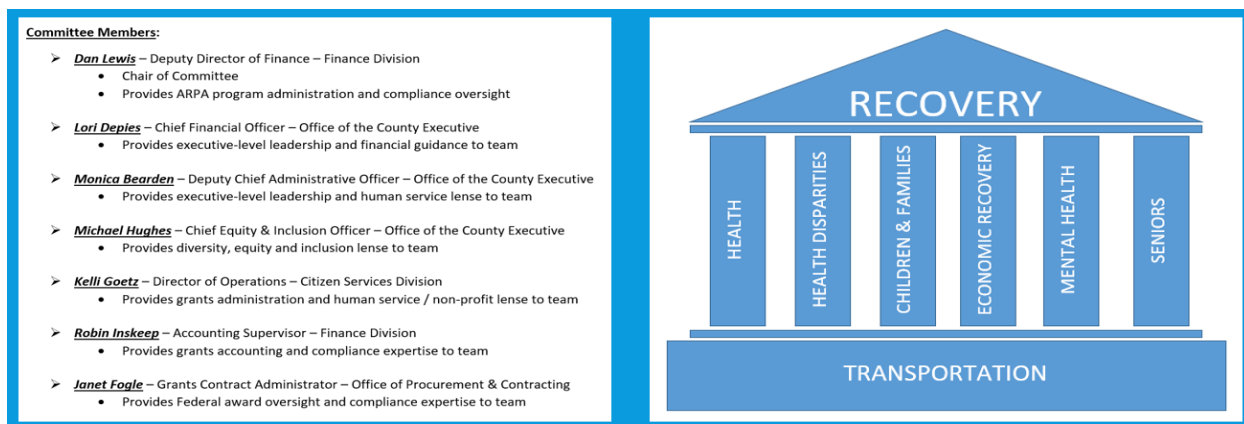 Committee Members:
➢ Dan Lewis – Deputy Director of Finance – Finance Division
• Chair of Committee
• Provides ARPA program administration and compliance oversight
➢ Lori Depies – Chief Financial Officer – Office of the County Executive
• Provides executive-level leadership and financial guidance to team
➢ Monica Bearden – Deputy Chief Administrative Officer – Office of the County Executive
• Provides executive-level leadership and human service lense to team
➢ Michael Hughes – Chief Equity & Inclusion Officer – Office of the County Executive
• Provides diversity, equity and inclusion lense to team
➢ Kelli Goetz – Director of Operations – Citizen Services Division
• Provides grants administration and human service / non-profit lense to team
➢ Robin Inskeep – Accounting Supervisor – Finance Division
• Provides grants accounting and compliance expertise to team
➢ Janet Fogle – Grants Contract Administrator – Office of Procurement & Contracting
• Provides Federal award oversight and compliance expertise to team
RECOVERY
HEALTH
HEALTH DISPARITIES
CHILDREN & FAMILIES
ECONOMIC RECOVERY
MENTAL HEALTH
SENIORS
TRANSPORTATION